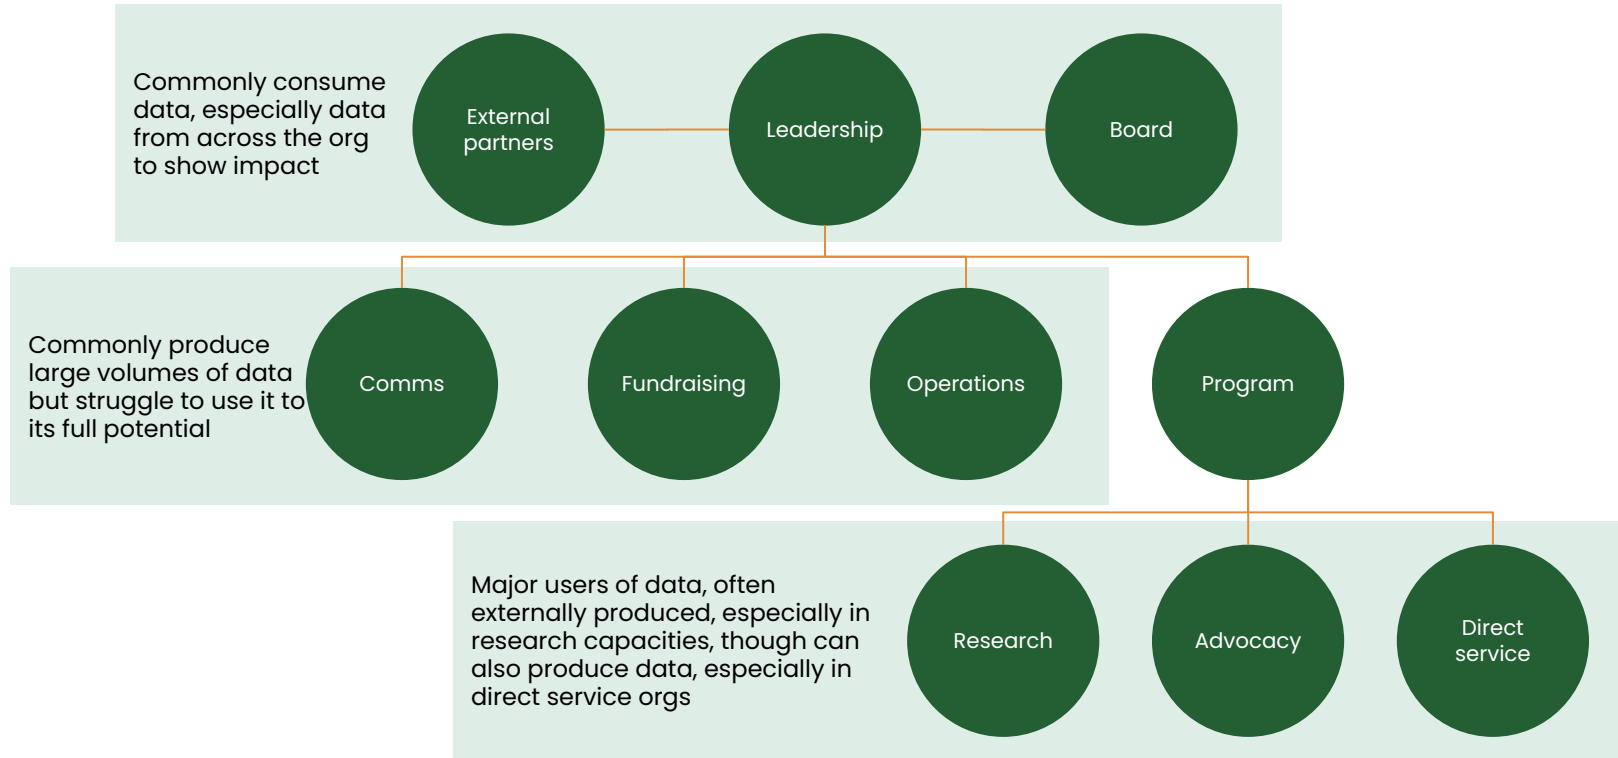 Commonly consume
data, especially data
from across the org
to show impact
External
partners
Leadership
Board
Commonly produce
large volumes of data
but struggle to use it to
its full potential
Comms
Fundraising
Operations
Program
Major users of data, often
externally produced, especially in
research capacities, though can
also produce data, especially in
direct service orgs
Research
Advocacy
Direct
service